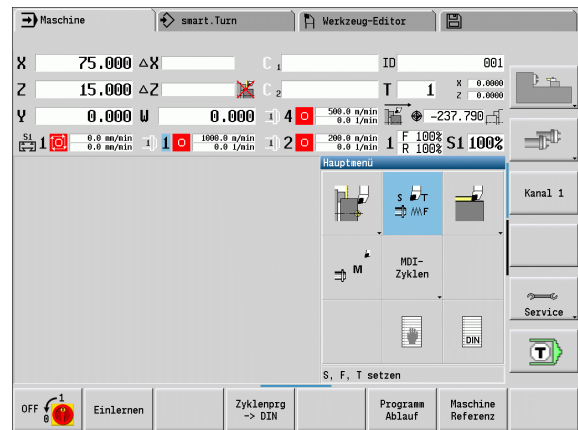 Maschine
smart.Turn
Werkzeug-Editor
X 75.000 △X C 1 ID 001
Z 15.000 △Z C 2 T 1 X 0.0000
Z 0.0000
Y 0.000 W 0.000 4 500.0 m/min
0.0 1/min
-237.790
S1 1 0.0 mm/min
0.0 mm/min
1 1 1000.0 m/min
0.0 1/min
1 2 200.0 m/min
0.0 1/min
1 F 100%
R 100%
S1 100%
Hauptmenü
S T
F
M
MDI-
Zyklen
DIN
S, F, T setzen
Kanal 1
Service
T
OFF 1
0
Einlernen
Zyklenprg
-> DIN
Programm
Ablauf
Maschine
Referenz